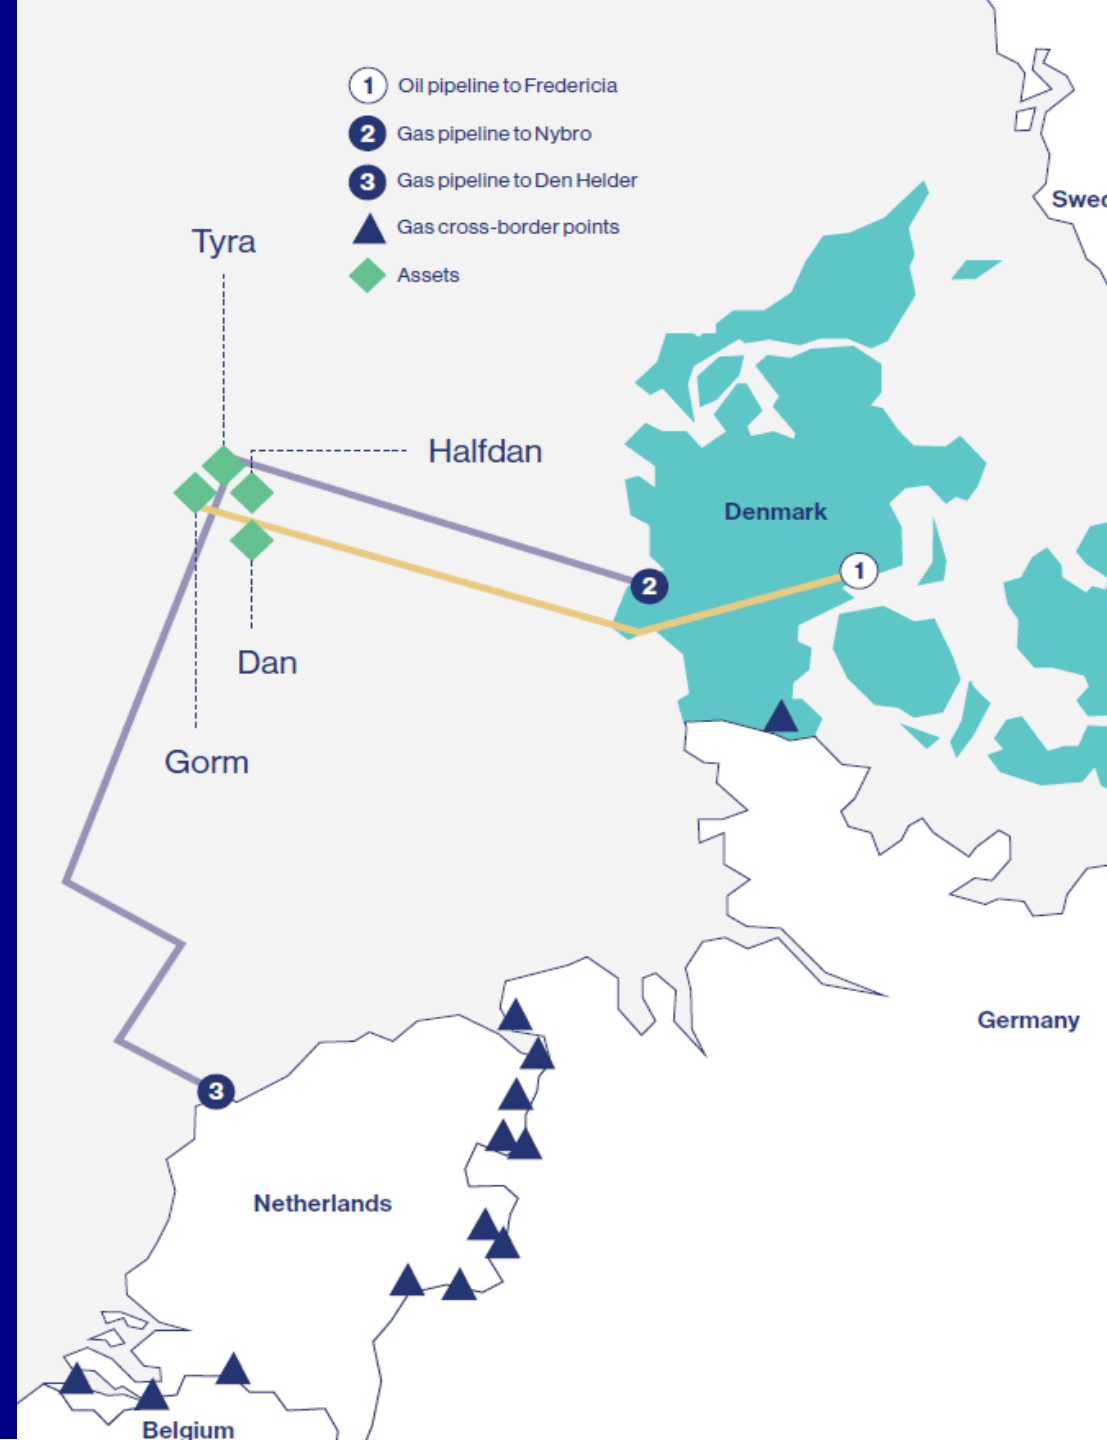 1 Oil pipeline to Fredericia
2 Gas pipeline to Nybro
3 Gas pipeline to Den Helder
Gas cross-border points
Assets
Swed
Tyra
Halfdan
Denmark
1
2
Dan
Gorm
Germany
3
Netherlands
Belgium